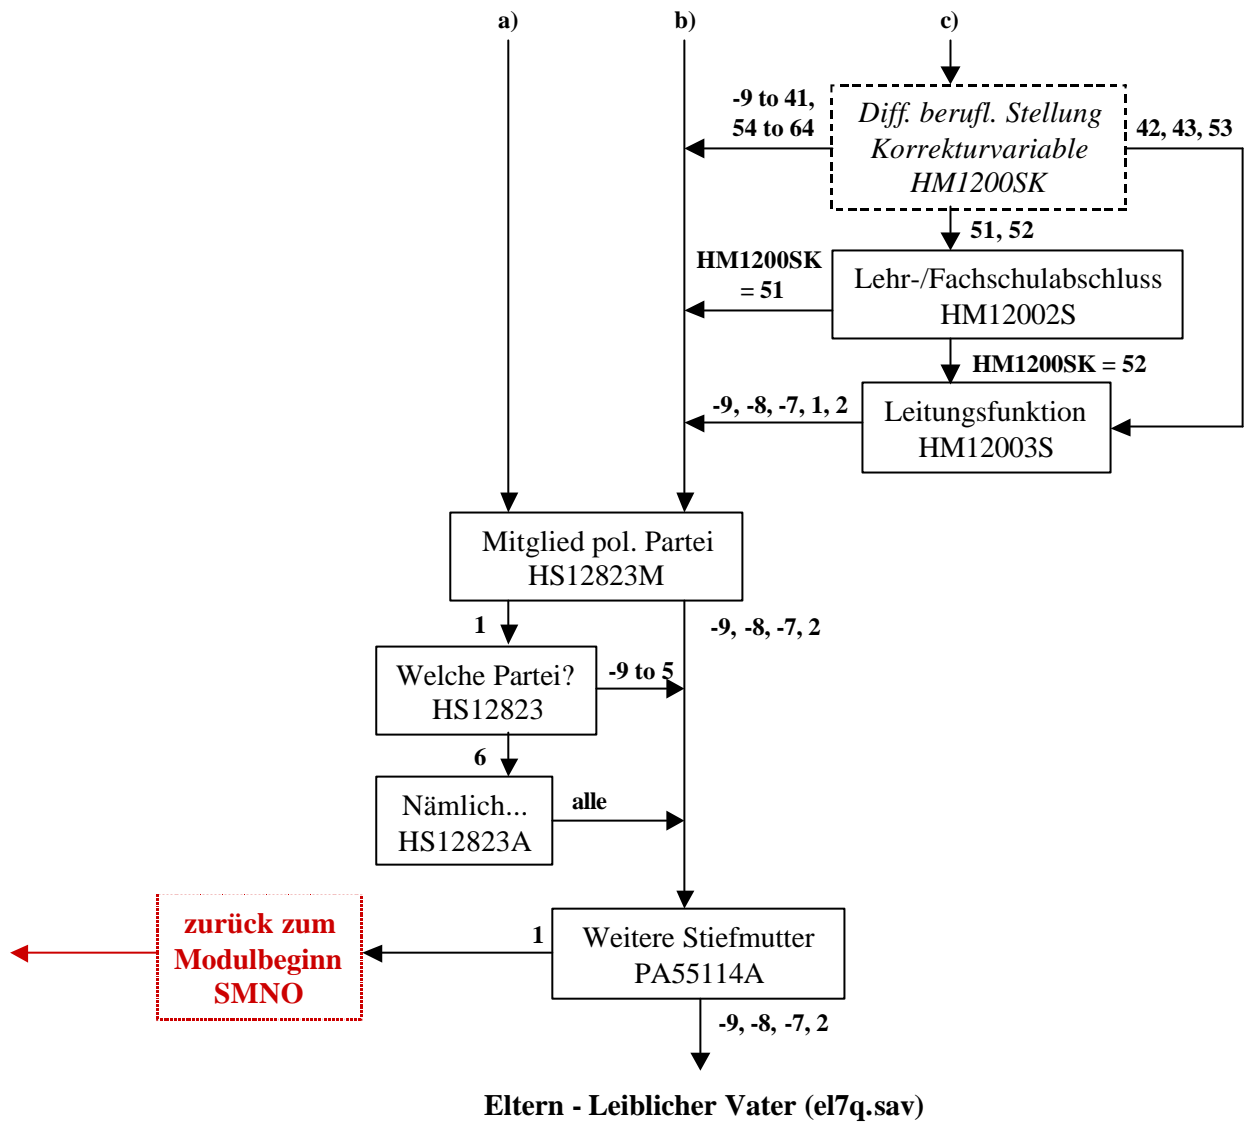 a)
b)
c)
-9 to 41,
54 to 64
Diff. berufl. Stellung
Korrekturvariable
HM1200SK
42, 43, 53
51, 52
HM1200SK
= 51
Lehr-/Fachschulabschluss
HM12002S
HM1200SK = 52
-9, -8, -7, 1, 2
Leitungsfunktion
HM12003S
Mitglied pol. Partei
HS12823M
1
-9, -8, -7, 2
Welche Partei?
HS12823
-9 to 5
6
Nämlich...
HS12823A
alle
zurück zum
Modulbeginn
SMNO
1
Weitere Stiefmutter
PA55114A
-9, -8, -7, 2
Eltern - Leiblicher Vater (el7q.sav)